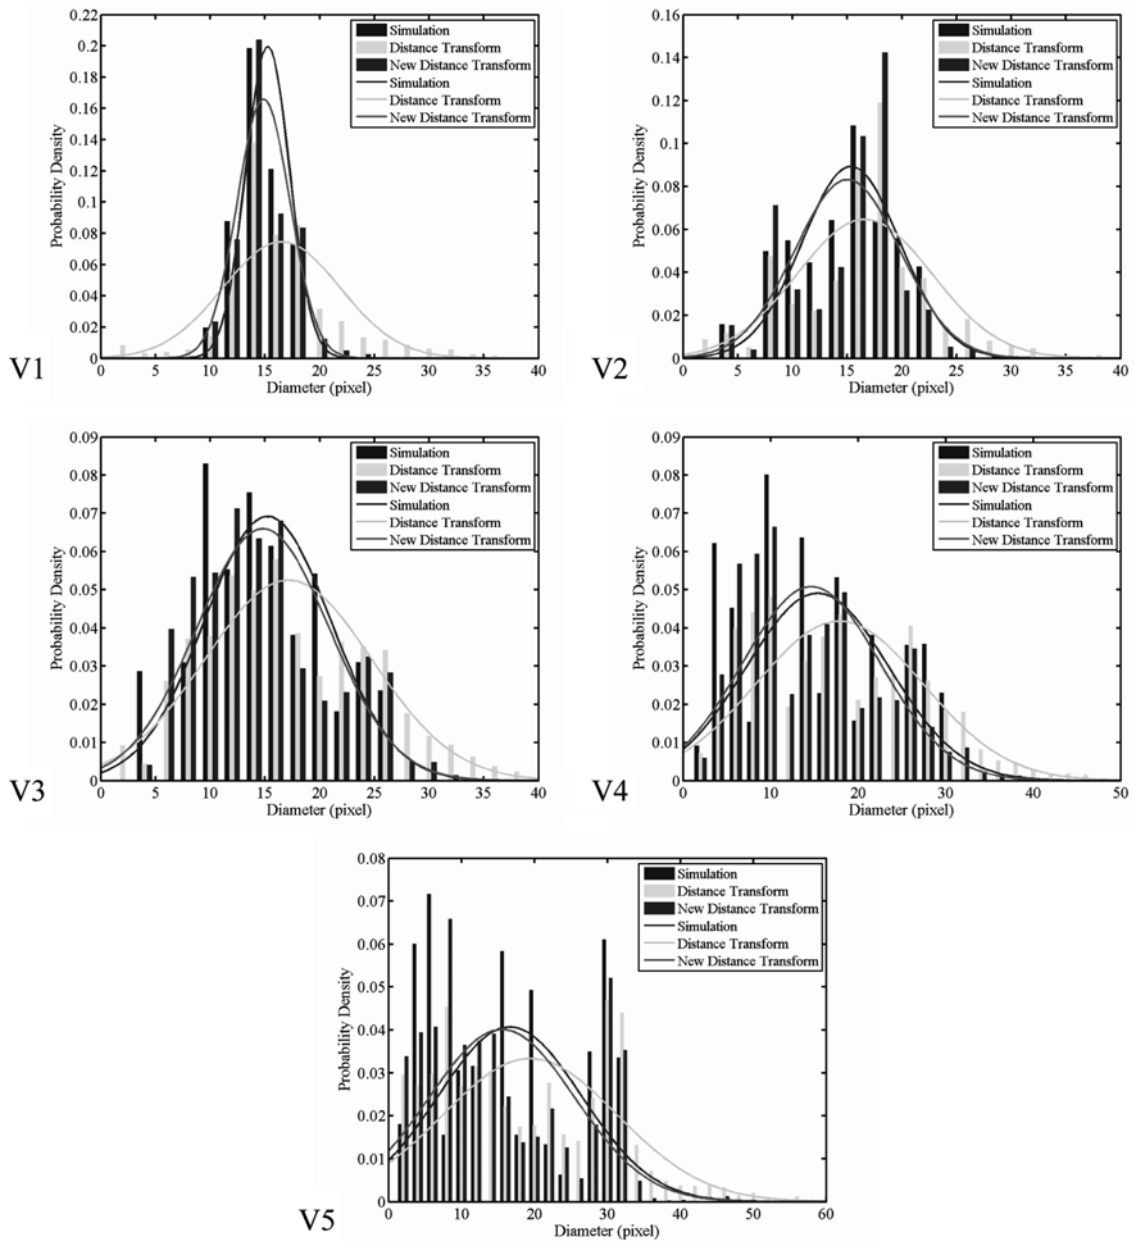 0.22
0.2
0.18
0.16
0.14
0.12
0.1
0.08
0.06
0.04
0.02
0
Probability Density
0 5 10 15 20 25 30 35 40
Diameter (pixel)
Simulation
Distance Transform
New Distance Transform
Simulation
Distance Transform
New Distance Transform
V1
0.16
0.14
0.12
0.1
0.08
0.06
0.04
0.02
0
Probability Density
0 5 10 15 20 25 30 35 40
Diameter (pixel)
Simulation
Distance Transform
New Distance Transform
Simulation
Distance Transform
New Distance Transform
V2
0.09
0.08
0.07
0.06
0.05
0.04
0.03
0.02
0.01
0
Probability Density
0 5 10 15 20 25 30 35 40
Diameter (pixel)
Simulation
Distance Transform
New Distance Transform
Simulation
Distance Transform
New Distance Transform
V3
0.09
0.08
0.07
0.06
0.05
0.04
0.03
0.02
0.01
0
Probability Density
0 10 20 30 40 50
Diameter (pixel)
Simulation
Distance Transform
New Distance Transform
Simulation
Distance Transform
New Distance Transform
V4
0.08
0.07
0.06
0.05
0.04
0.03
0.02
0.01
0
Probability Density
0 10 20 30 40 50 60
Diameter (pixel)
Simulation
Distance Transform
New Distance Transform
Simulation
Distance Transform
New Distance Transform
V5